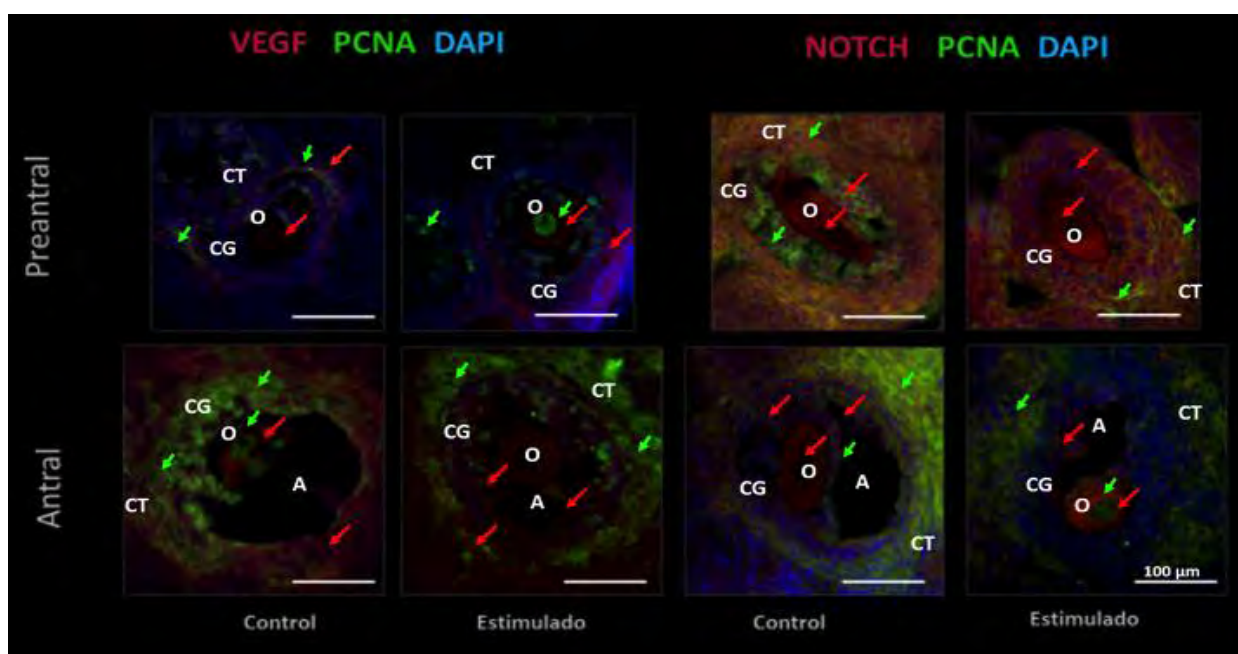 VEGF PCNA DAPI
NOTCH PCNA DAPI
Preantral
CT
O
CG
CT
O
CG
CT
CG
O
O
CG
CT
Antral
CG
O
A
CT
CT
CG
O
A
O
A
CG
CT
A
CT
CG
O
100 µm
Control
Estimulado
Control
Estimulado